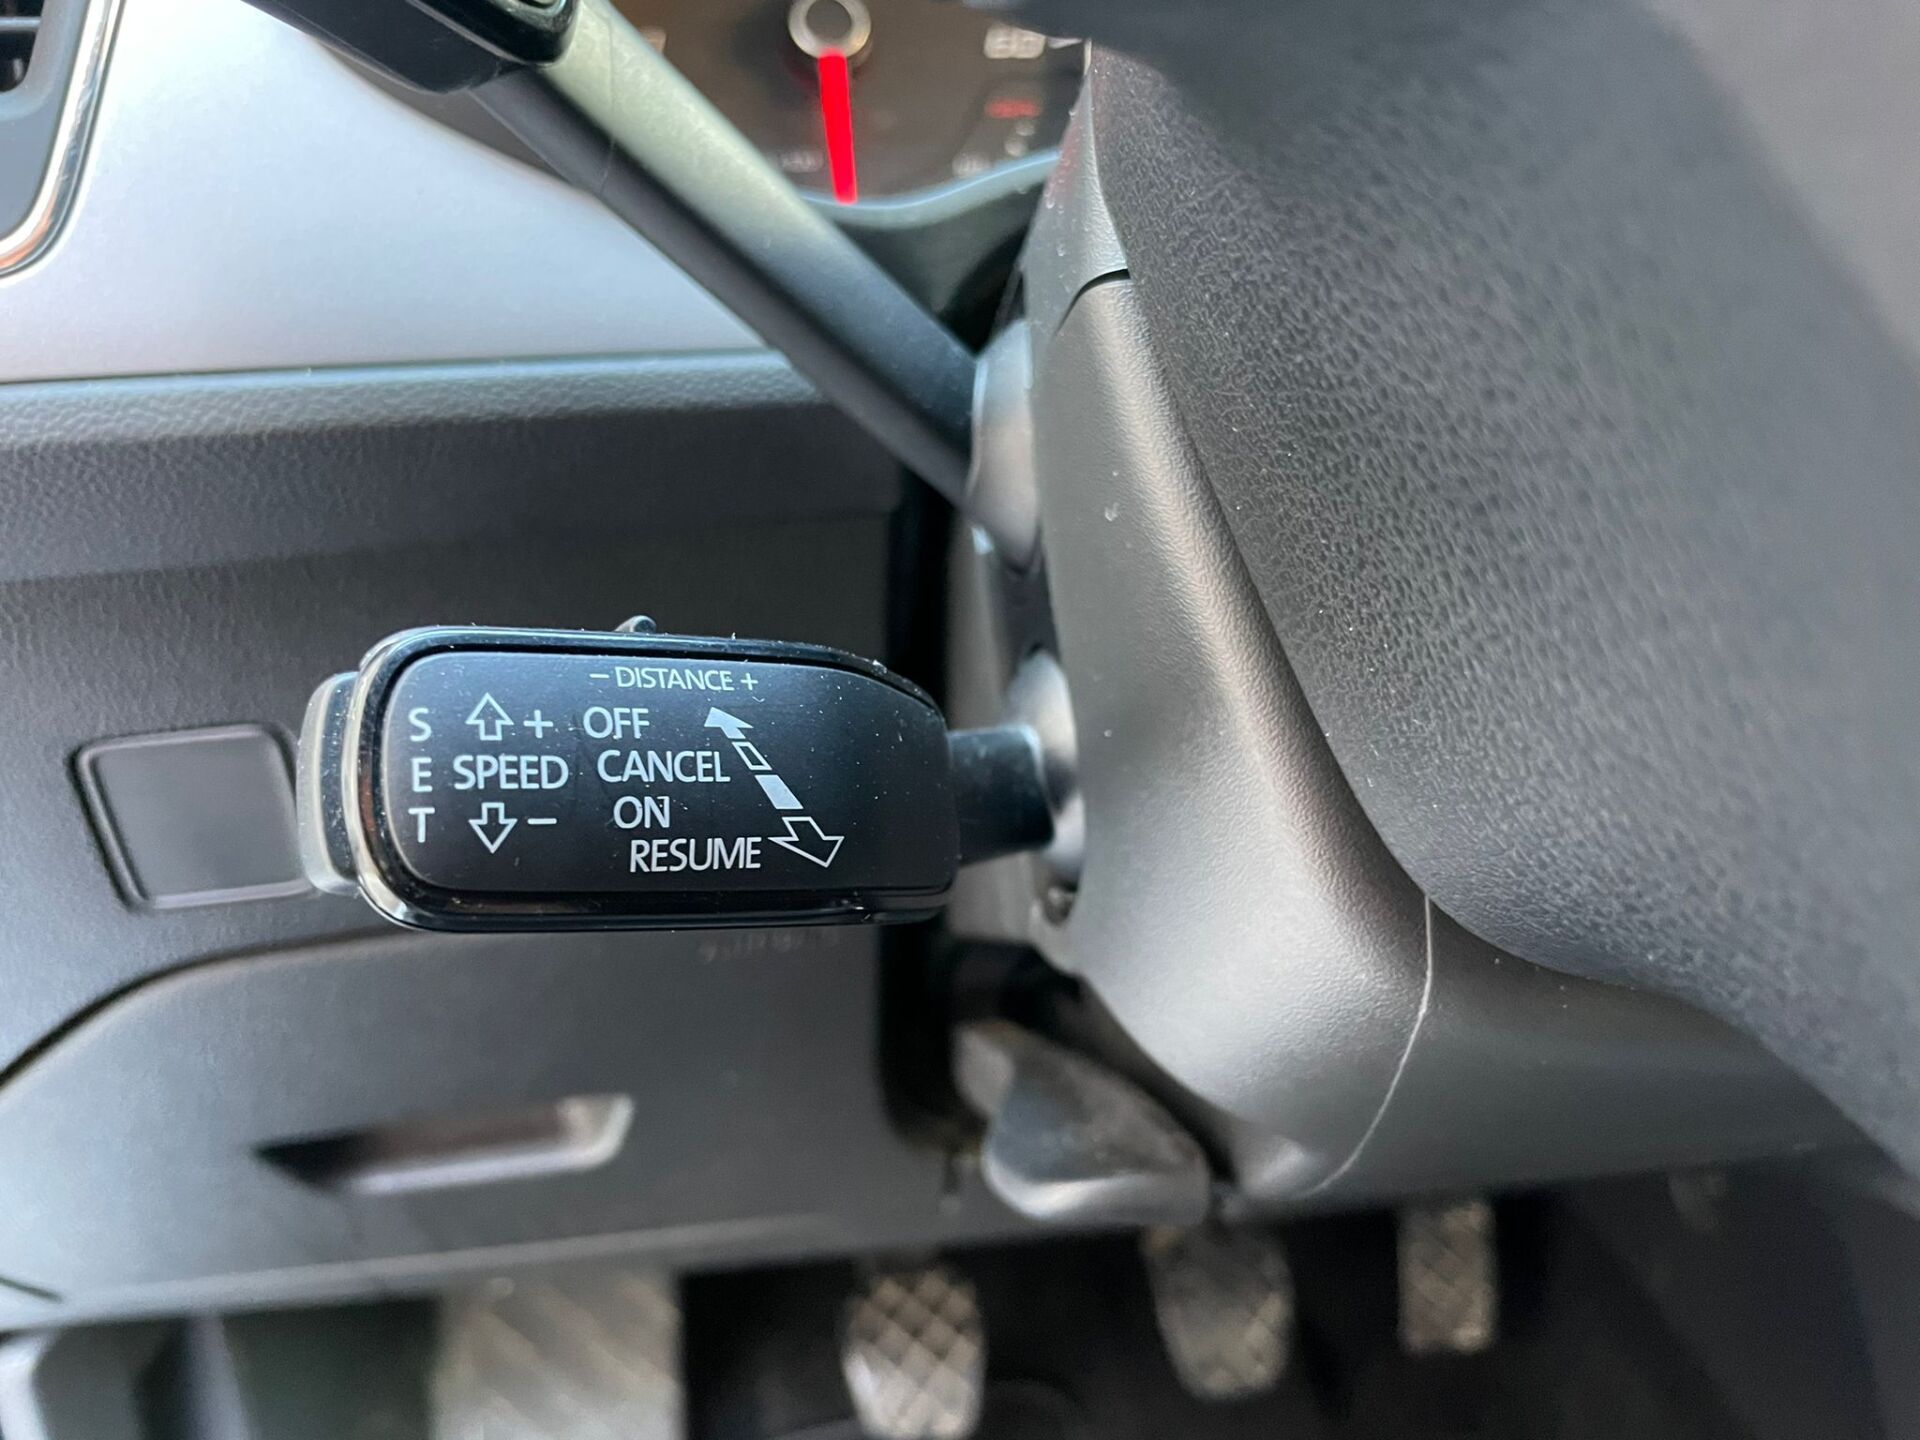 – DISTANCE +
S + OFF
E SPEED CANCEL
T – ON
RESUME